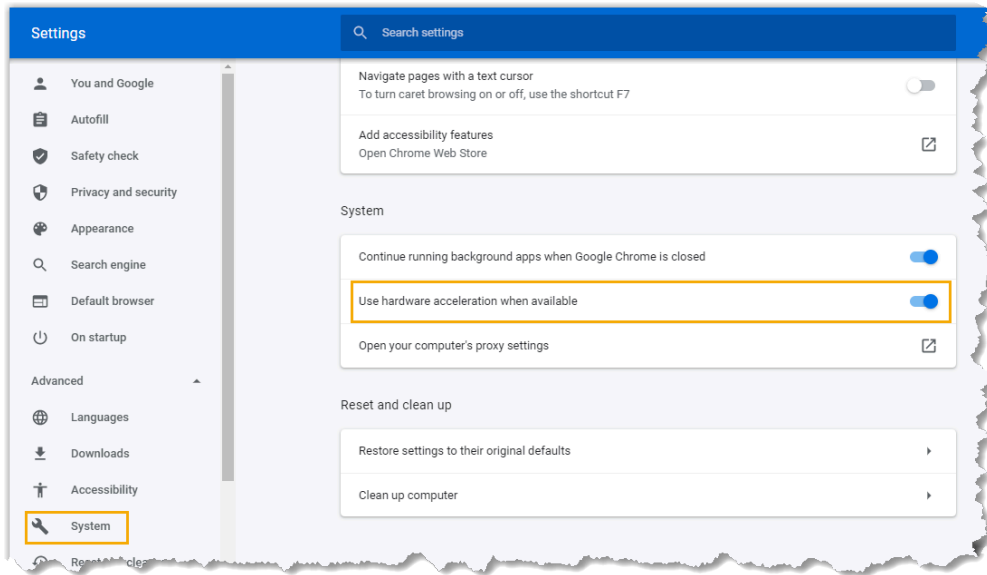 Settings
Search settings
You and Google
Autofill
Safety check
Privacy and security
Appearance
Search engine
Default browser
On startup
Advanced
Languages
Downloads
Accessibility
System
Navigate pages with a text cursor
To turn caret browsing on or off, use the shortcut F7
Add accessibility features
Open Chrome Web Store
System
Continue running background apps when Google Chrome is closed
Use hardware acceleration when available
Open your computer's proxy settings
Reset and clean up
Restore settings to their original defaults
Clean up computer